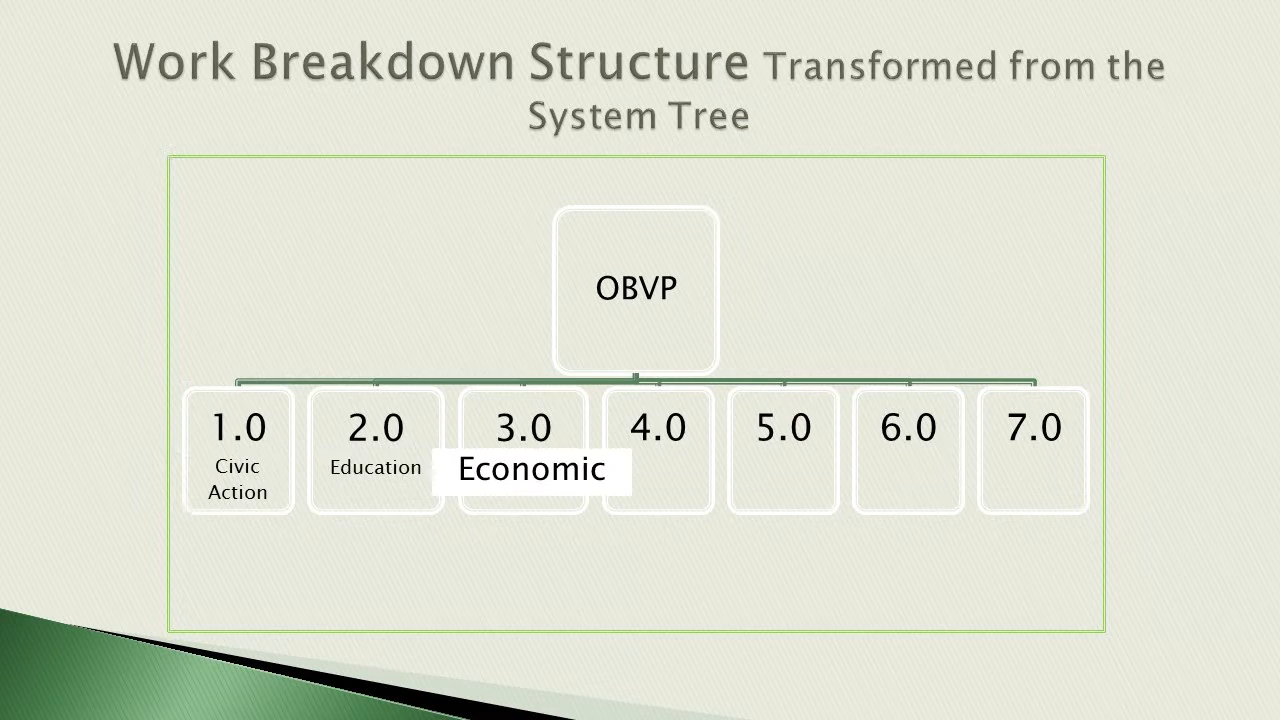 Work Breakdown Structure Transformed from the
System Tree
OBVP
1.0
Civic
Action
2.0
Education
3.0
Economic
4.0
5.0
6.0
7.0